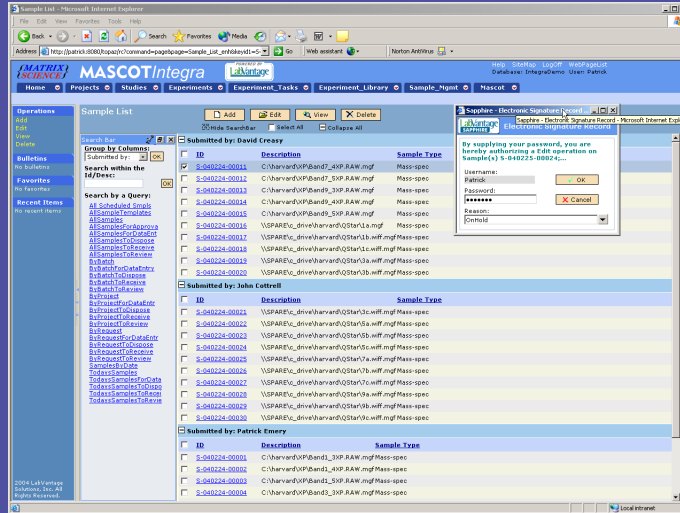 Sample List - Microsoft Internet Explorer
File Edit View Favorites Tools Help
Back Search Favorites Media
Address http://patrick:8080/topaz/rc?command=page&page=Sample_List_enh&keyid1=S- Go Web assistant Norton AntiVirus
{MATRIX} {SCIENCE} MASCOT Integra POWERED BY LabVantage
Help SiteMap LogOff WebPageList
Database: IntegraDemo User: Patrick
Home Projects Studies Experiments Experiment_Tasks Experiment_Library Sample_Mgmt Mascot
Operations
Add
Edit
View
Delete
Bulletins
No bulletins
Favorites
No favorites
Recent Items
No recent items
2004 LabVantage
Solutions, Inc. All
Rights Reserved.
Sample List
Add Edit View Delete
Hide SearchBar Select All Collapse All
Search Bar
Group by Columns:
Submitted by: OK
Search within the
Id/Desc:
OK
Search by a Query:
All Scheduled Smpls
AllSampleTemplates
AllSamples
AllSamplesForApprova
AllSamplesForDataEnt
AllSamplesToDispose
AllSamplesToReceive
AllSamplesToReview
ByBatch
ByBatchForDataEntry
ByBatchToDispose
ByBatchToReceive
ByBatchToReview
ByProject
ByProjectForDataEntr
ByProjectToDispose
ByProjectToReceive
ByProjectToReview
ByRequest
ByRequestForDataEntr
ByRequestToDispose
ByRequestToReceive
ByRequestToReview
SamplesByDate
TodaysSamples
TodaysSamplesForData
TodaysSamplesToDispo
TodaysSamplesToRecei
TodaysSamplesToRevie
Submitted by: David Creasy
ID Description Sample Type
S-040224-00011 C:\harvard\XP\Band7_4XP.RAW.mgf
S-040224-00012 C:\harvard\XP\Band7_5XP.RAW.mgf Mass-spec
S-040224-00013 C:\harvard\XP\Band9_3XP.RAW.mgf Mass-spec
S-040224-00014 C:\harvard\XP\Band9_4XP.RAW.mgf Mass-spec
S-040224-00015 C:\harvard\XP\Band9_5XP.RAW.mgf Mass-spec
S-040224-00016 \\SPARE\c_drive\harvard\QStar\1a.mgf Mass-spec
S-040224-00017 \\SPARE\c_drive\harvard\QStar\1b.wiff.mgf Mass-spec
S-040224-00018 \\SPARE\c_drive\harvard\QStar\1c.wiff.mgf Mass-spec
S-040224-00019 \\SPARE\c_drive\harvard\QStar\3a.wiff.mgf Mass-spec
S-040224-00020 \\SPARE\c_drive\harvard\QStar\3b.wiff.mgf Mass-spec
Submitted by: John Cottrell
ID Description Sample Type
S-040224-00021 \\SPARE\c_drive\harvard\QStar\3c.wiff.mgf Mass-spec
S-040224-00022 \\SPARE\c_drive\harvard\QStar\5a.wiff.mgf Mass-spec
S-040224-00023 \\SPARE\c_drive\harvard\QStar\5b.wiff.mgf Mass-spec
S-040224-00024 \\SPARE\c_drive\harvard\QStar\5c.wiff.mgf Mass-spec
S-040224-00025 \\SPARE\c_drive\harvard\QStar\7a.wiff.mgf Mass-spec
S-040224-00026 \\SPARE\c_drive\harvard\QStar\7b.wiff.mgf Mass-spec
S-040224-00027 \\SPARE\c_drive\harvard\QStar\7c.wiff.mgf Mass-spec
S-040224-00028 \\SPARE\c_drive\harvard\QStar\9a.wiff.mgf Mass-spec
S-040224-00029 \\SPARE\c_drive\harvard\QStar\9b.wiff.mgf Mass-spec
S-040224-00030 \\SPARE\c_drive\harvard\QStar\9c.wiff.mgf Mass-spec
Submitted by: Patrick Emery
ID Description Sample Type
S-040224-00001 C:\harvard\XP\Band1_3XP.RAW.mgf Mass-spec
S-040224-00002 C:\harvard\XP\Band1_4XP.RAW.mgf Mass-spec
S-040224-00003 C:\harvard\XP\Band1_5XP.RAW.mgf Mass-spec
S-040224-00004 C:\harvard\XP\Band3_3XP.RAW.mgf Mass-spec
Sapphire - Electronic Signature Record ...
Sapphire - Electronic Signature Record - Microsoft Internet Expl
LabVantage
SAPPHIRE Electronic Signature Record
By supplying your password, you are
hereby authorizing a Edit operation on
Sample(s) S-040225-00024;...
Username:
Patrick
OK
Password:
•••••••
Cancel
Reason:
OnHold
Local intranet